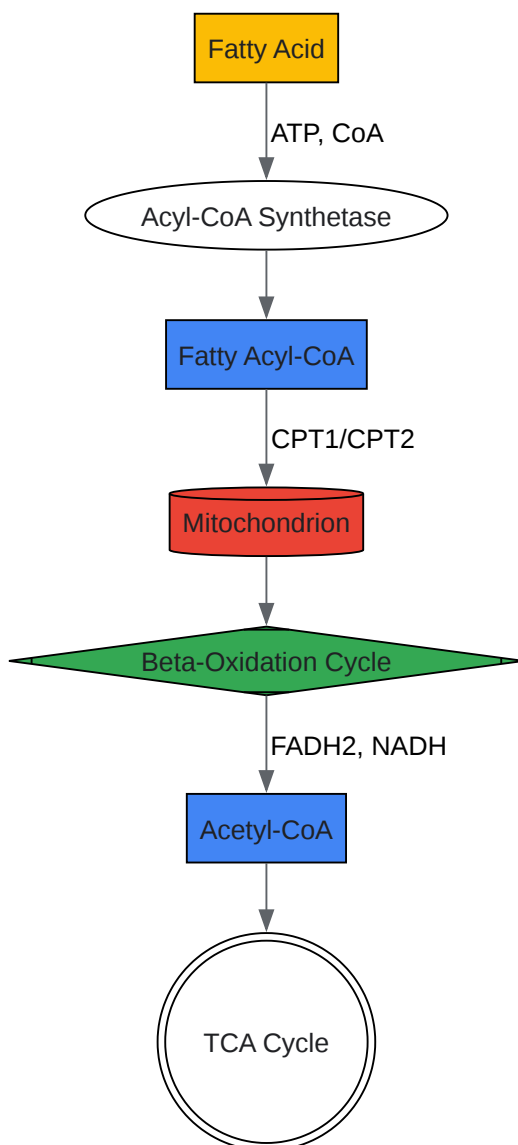 Fatty Acid
ATP, CoA
Acyl-CoA Synthetase
Fatty Acyl-CoA
CPT1/CPT2
Mitochondrion
Beta-Oxidation Cycle
FADH2, NADH
Acetyl-CoA
TCA Cycle